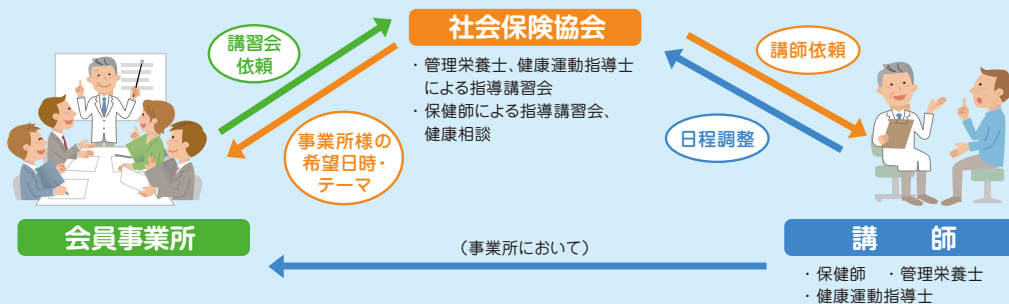 社会保険協会
・管理栄養士、健康運動指導士
による指導講習会
・保健師による指導講習会、
健康相談
講習会
依頼
事業所様の
希望日時・
テーマ
講師依頼
日程調整
会員事業所
(事業所において)
講 師
・保健師 ・管理栄養士
・健康運動指導士